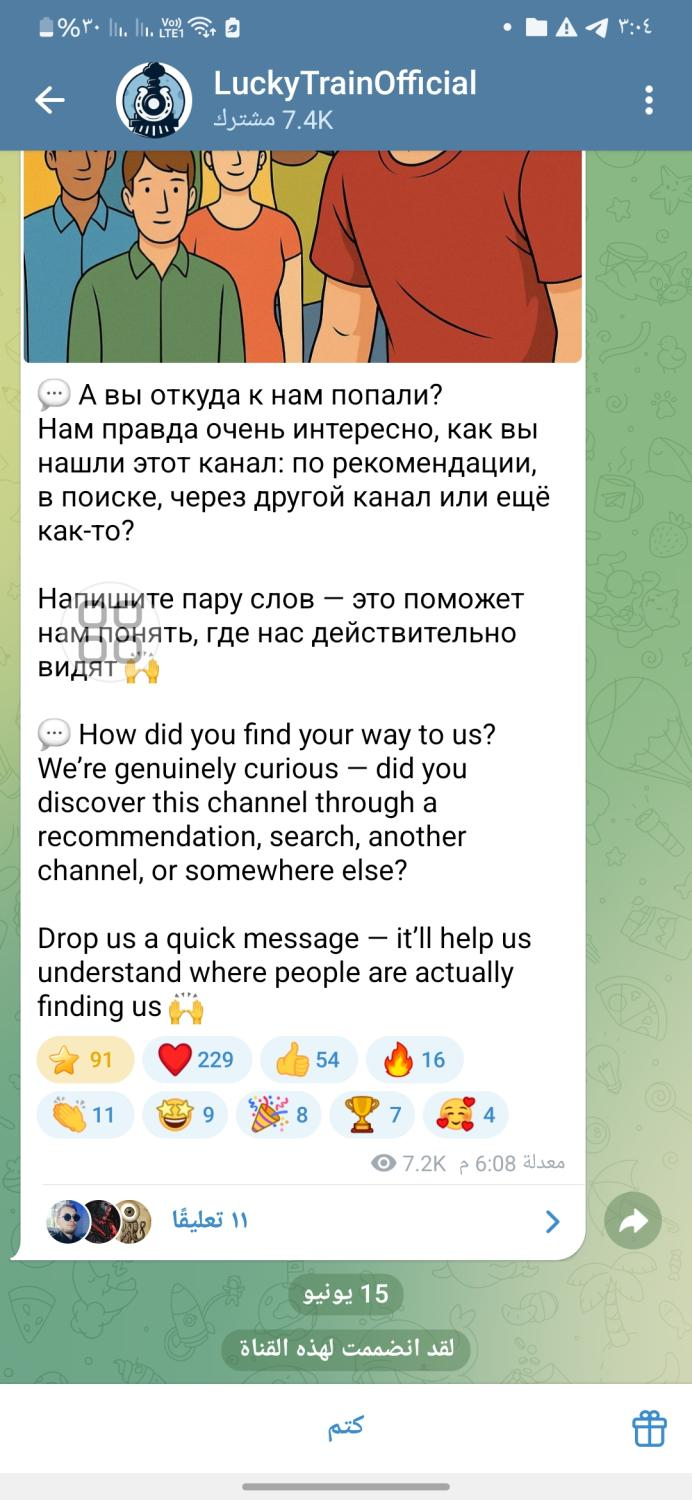 %٣٠ Vo)) LTE1 ٣:٠٤
LuckyTrainOfficial
7.4K مشترك
💬 А вы откуда к нам попали?
Нам правда очень интересно, как вы
нашли этот канал: по рекомендации,
в поиске, через другой канал или ещё
как-то?
Напишите пару слов — это поможет
нам понять, где нас действительно
видят 🙌
💬 How did you find your way to us?
We’re genuinely curious — did you
discover this channel through a
recommendation, search, another
channel, or somewhere else?
Drop us a quick message — it’ll help us
understand where people are actually
finding us 🙌
⭐ 91 ❤️ 229 👍 54 🔥 16
👏 11 🤩 9 🎉 8 🏆 7 🥰 4
7.2K معدلة 6:08 م
١١ تعليقًا
15 يونيو
لقد انضممت لهذه القناة
كتم